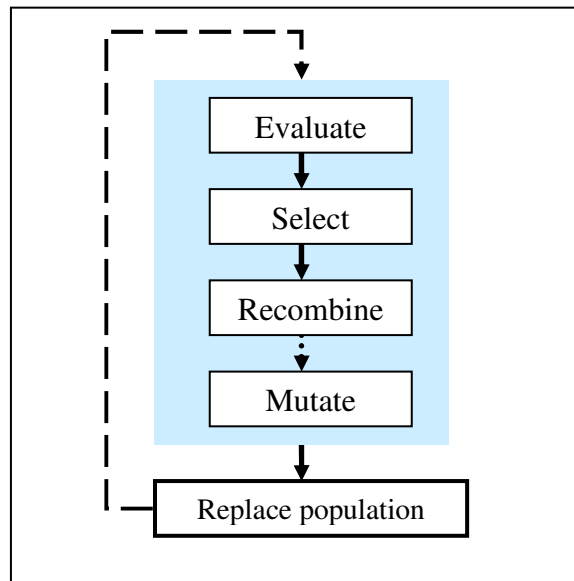 Evaluate
Select
Recombine
Mutate
Replace population